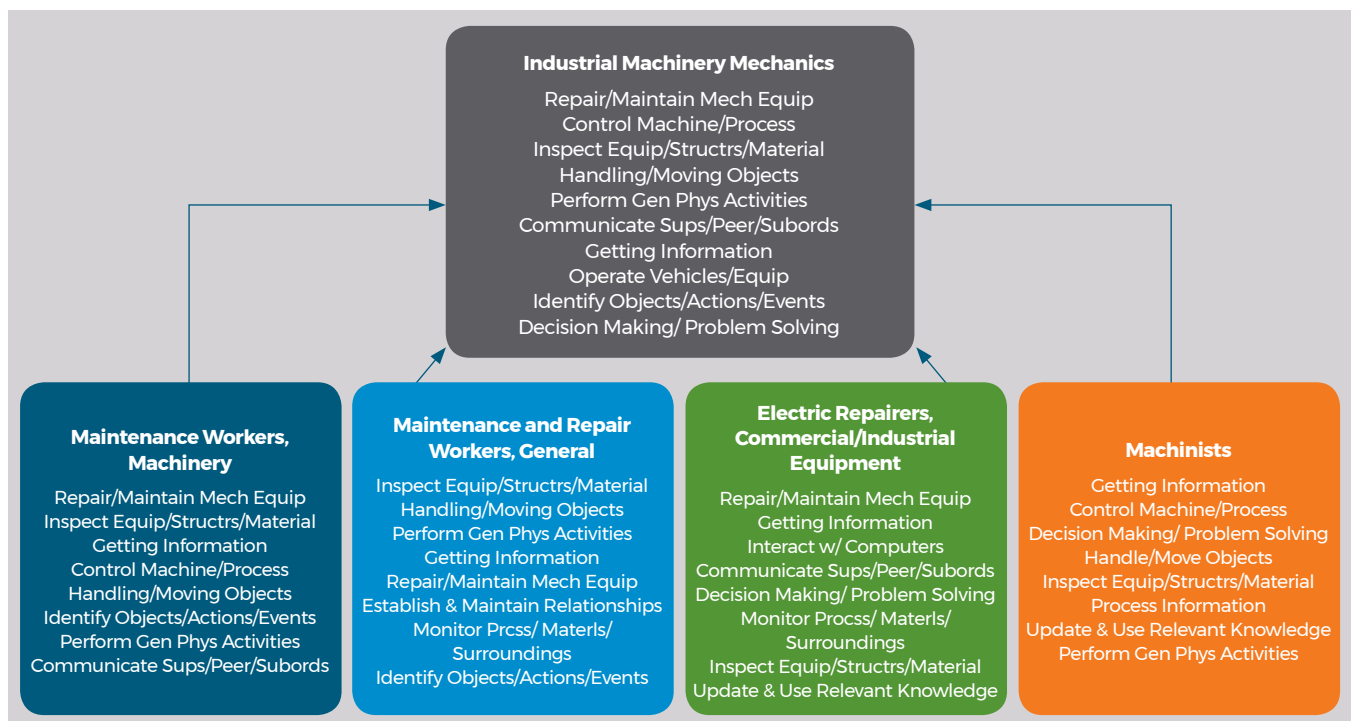 Industrial Machinery Mechanics
Repair/Maintain Mech Equip
Control Machine/Process
Inspect Equip/Structrs/Material
Handling/Moving Objects
Perform Gen Phys Activities
Communicate Sups/Peer/Subords
Getting Information
Operate Vehicles/Equip
Identify Objects/Actions/Events
Decision Making/ Problem Solving
Maintenance Workers,
Machinery
Repair/Maintain Mech Equip
Inspect Equip/Structrs/Material
Getting Information
Control Machine/Process
Handling/Moving Objects
Identify Objects/Actions/Events
Perform Gen Phys Activities
Communicate Sups/Peer/Subords
Maintenance and Repair
Workers, General
Inspect Equip/Structrs/Material
Handling/Moving Objects
Perform Gen Phys Activities
Getting Information
Repair/Maintain Mech Equip
Establish & Maintain Relationships
Monitor Prcss/ Materls/
Surroundings
Identify Objects/Actions/Events
Electric Repairers,
Commercial/Industrial
Equipment
Repair/Maintain Mech Equip
Getting Information
Interact w/ Computers
Communicate Sups/Peer/Subords
Decision Making/ Problem Solving
Monitor Procss/ Materls/
Surroundings
Inspect Equip/Structrs/Material
Update & Use Relevant Knowledge
Machinists
Getting Information
Control Machine/Process
Decision Making/ Problem Solving
Handle/Move Objects
Inspect Equip/Structrs/Material
Process Information
Update & Use Relevant Knowledge
Perform Gen Phys Activities